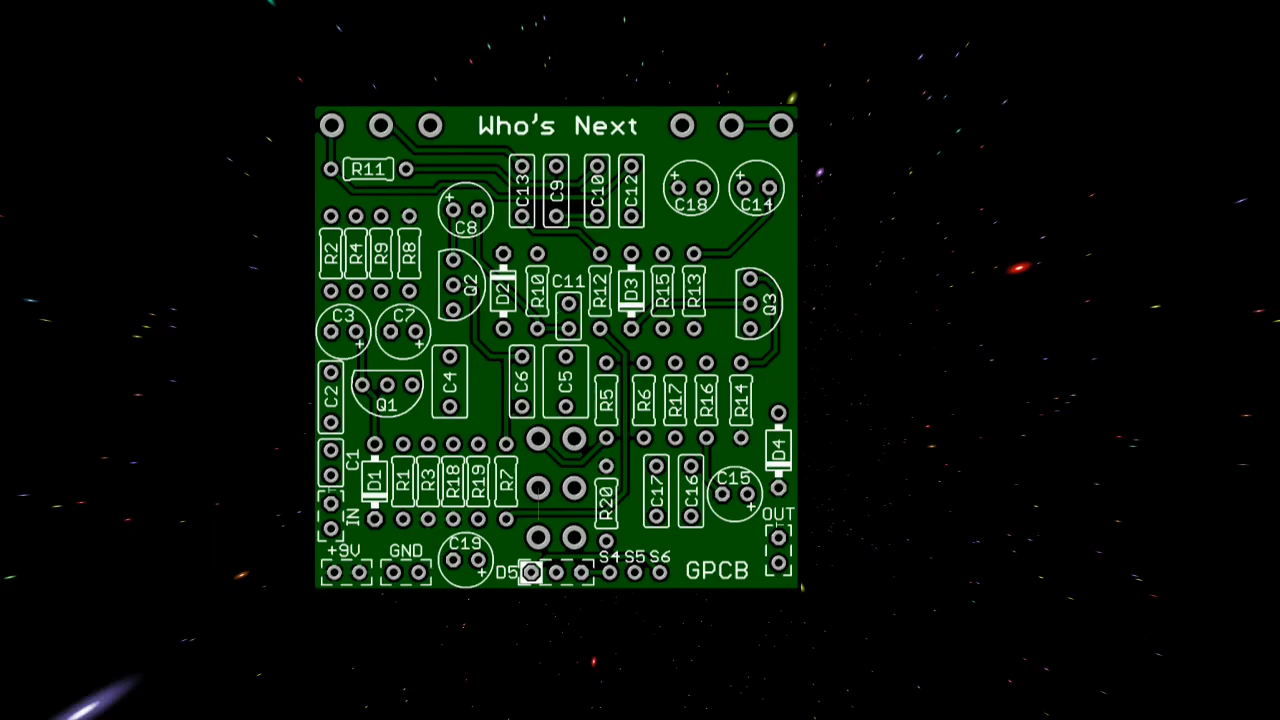 Who's Next
R11
C13 C9 C10 C12
C18 C14
C8
R2 R4 R9 R8
Q2
D2 R10 C11 R12 D3 R15 R13
Q3
C3 C7
C2
Q1
C4 C6 C5 R5 R6 R17 R16 R14
D4
C1
D1 R1 R3 R18 R19 R7
R20 C17 C16 C15
IN
OUT
+9V GND C19
S4 S5 S6
D5
GPCB